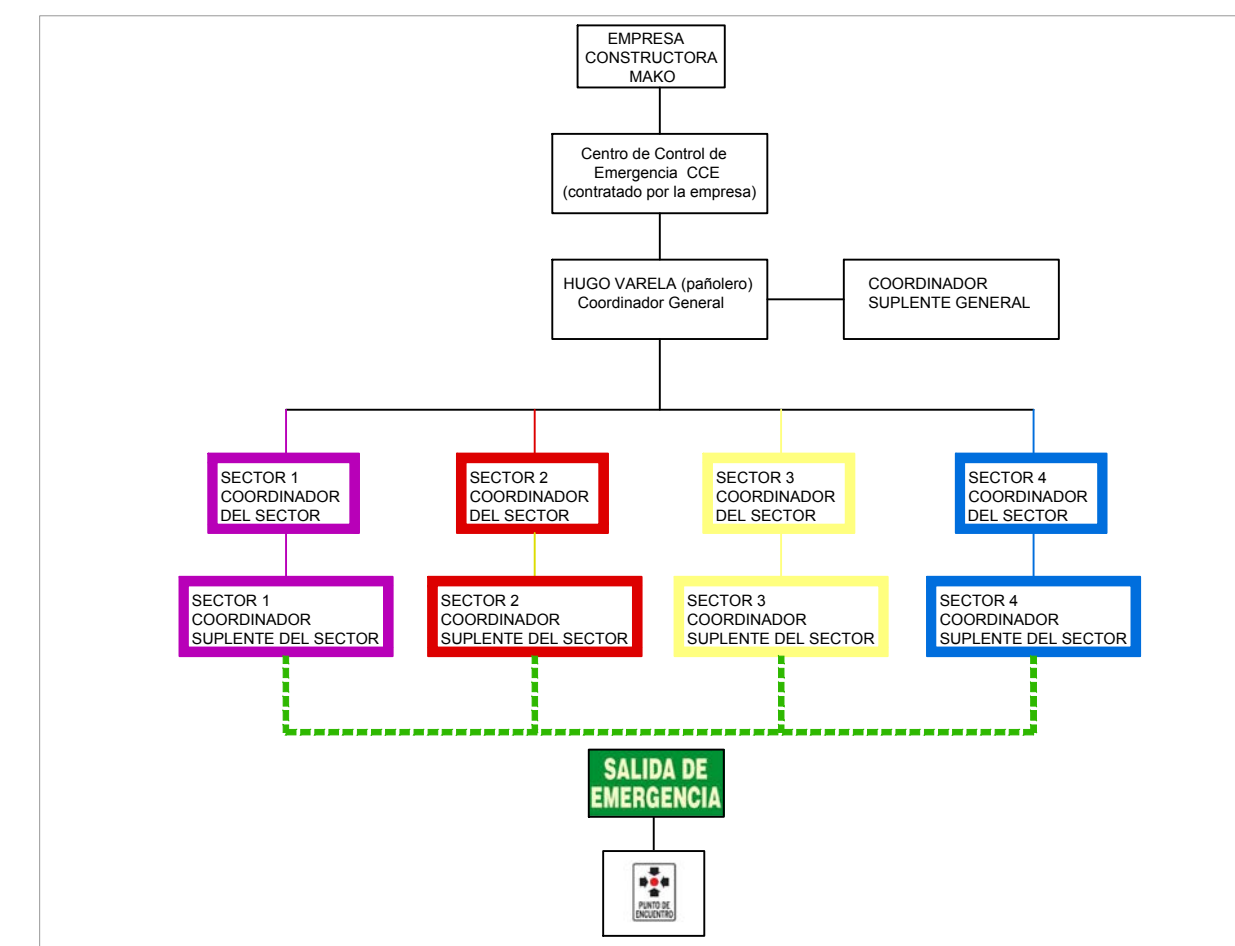 EMPRESA
CONSTRUCTORA
MAKO
Centro de Control de
Emergencia CCE
(contratado por la empresa)
HUGO VARELA (pañolero)
Coordinador General
COORDINADOR
SUPLENTE GENERAL
SECTOR 1
COORDINADOR
DEL SECTOR
SECTOR 2
COORDINADOR
DEL SECTOR
SECTOR 3
COORDINADOR
DEL SECTOR
SECTOR 4
COORDINADOR
DEL SECTOR
SECTOR 1
COORDINADOR
SUPLENTE DEL SECTOR
SECTOR 2
COORDINADOR
SUPLENTE DEL SECTOR
SECTOR 3
COORDINADOR
SUPLENTE DEL SECTOR
SECTOR 4
COORDINADOR
SUPLENTE DEL SECTOR
SALIDA DE
EMERGENCIA
PUNTO DE
ENCUENTRO